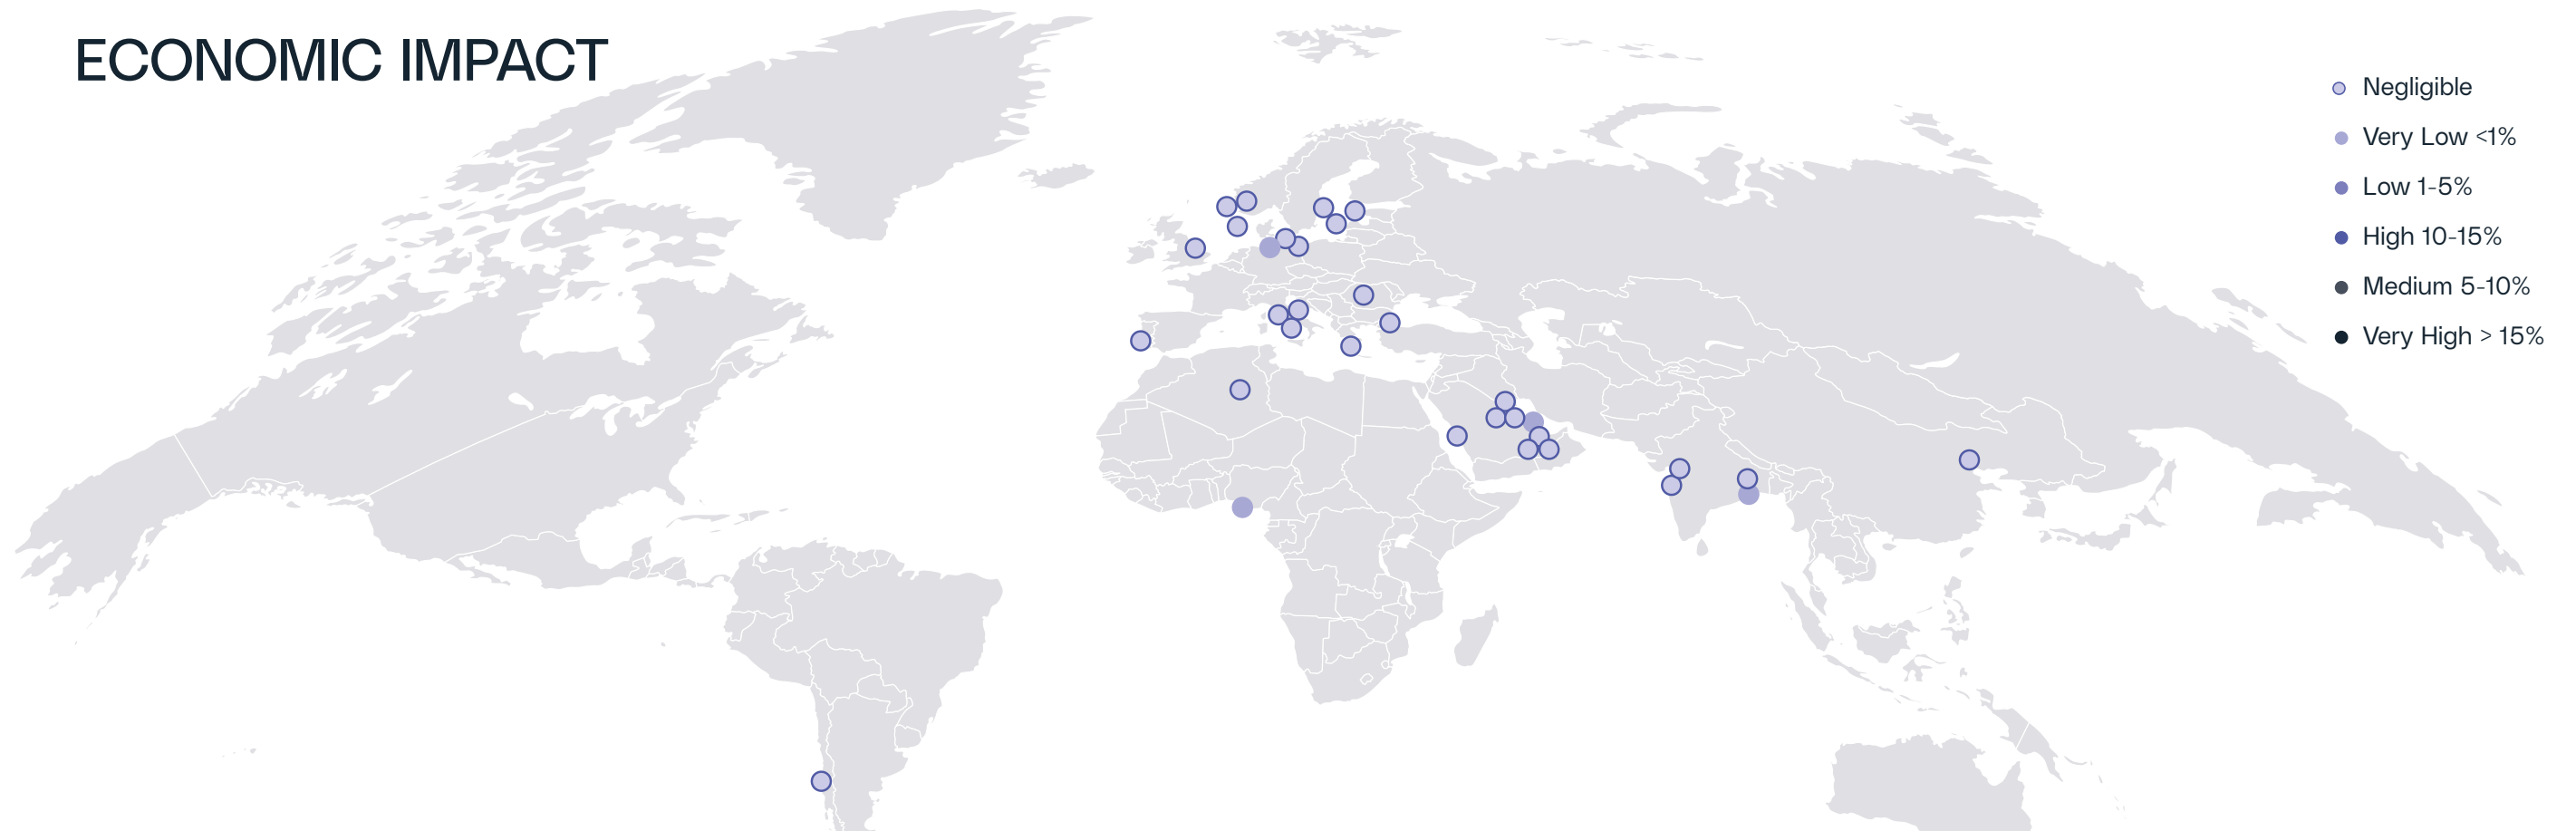 ECONOMIC IMPACT
Negligible
Very Low <1%
Low 1-5%
High 10-15%
Medium 5-10%
Very High > 15%